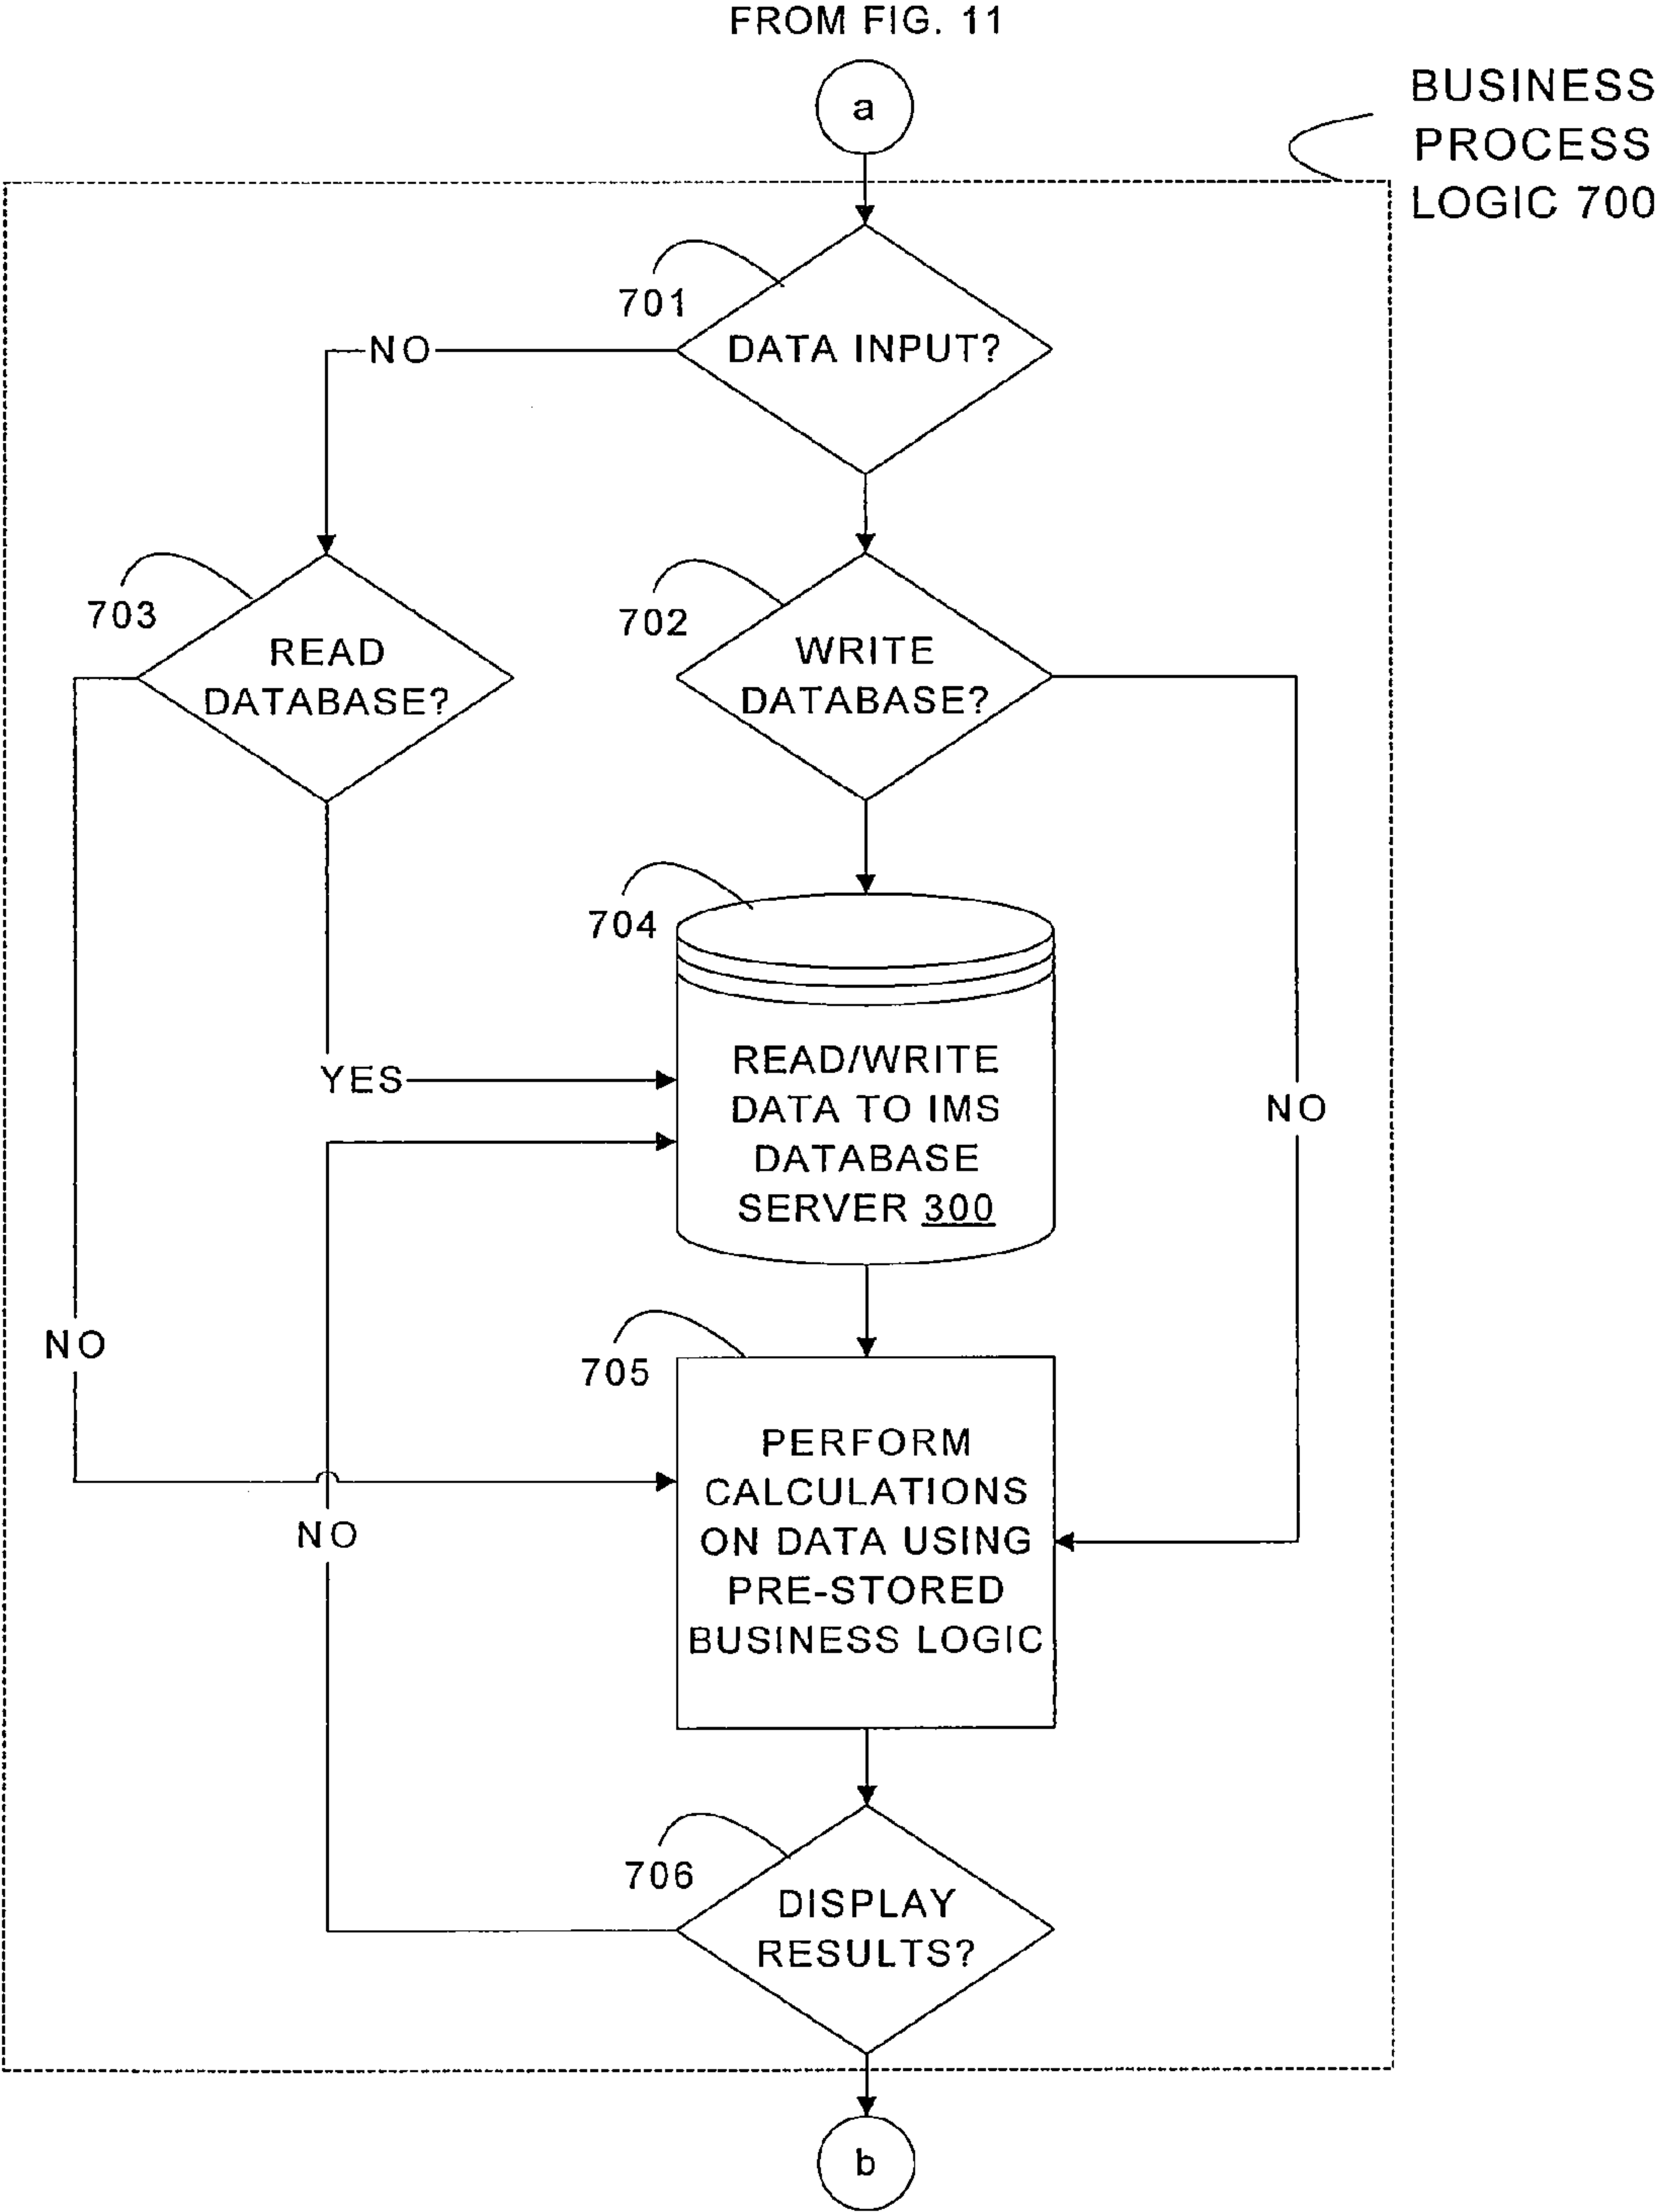 FROM FIG. 11
a
BUSINESS
PROCESS
LOGIC 700
701
DATA INPUT?
NO
703
READ
DATABASE?
702
WRITE
DATABASE?
704
READ/WRITE
DATA TO IMS
DATABASE
SERVER 300
YES
NO
NO
705
PERFORM
CALCULATIONS
ON DATA USING
PRE-STORED
BUSINESS LOGIC
NO
706
DISPLAY
RESULTS?
b